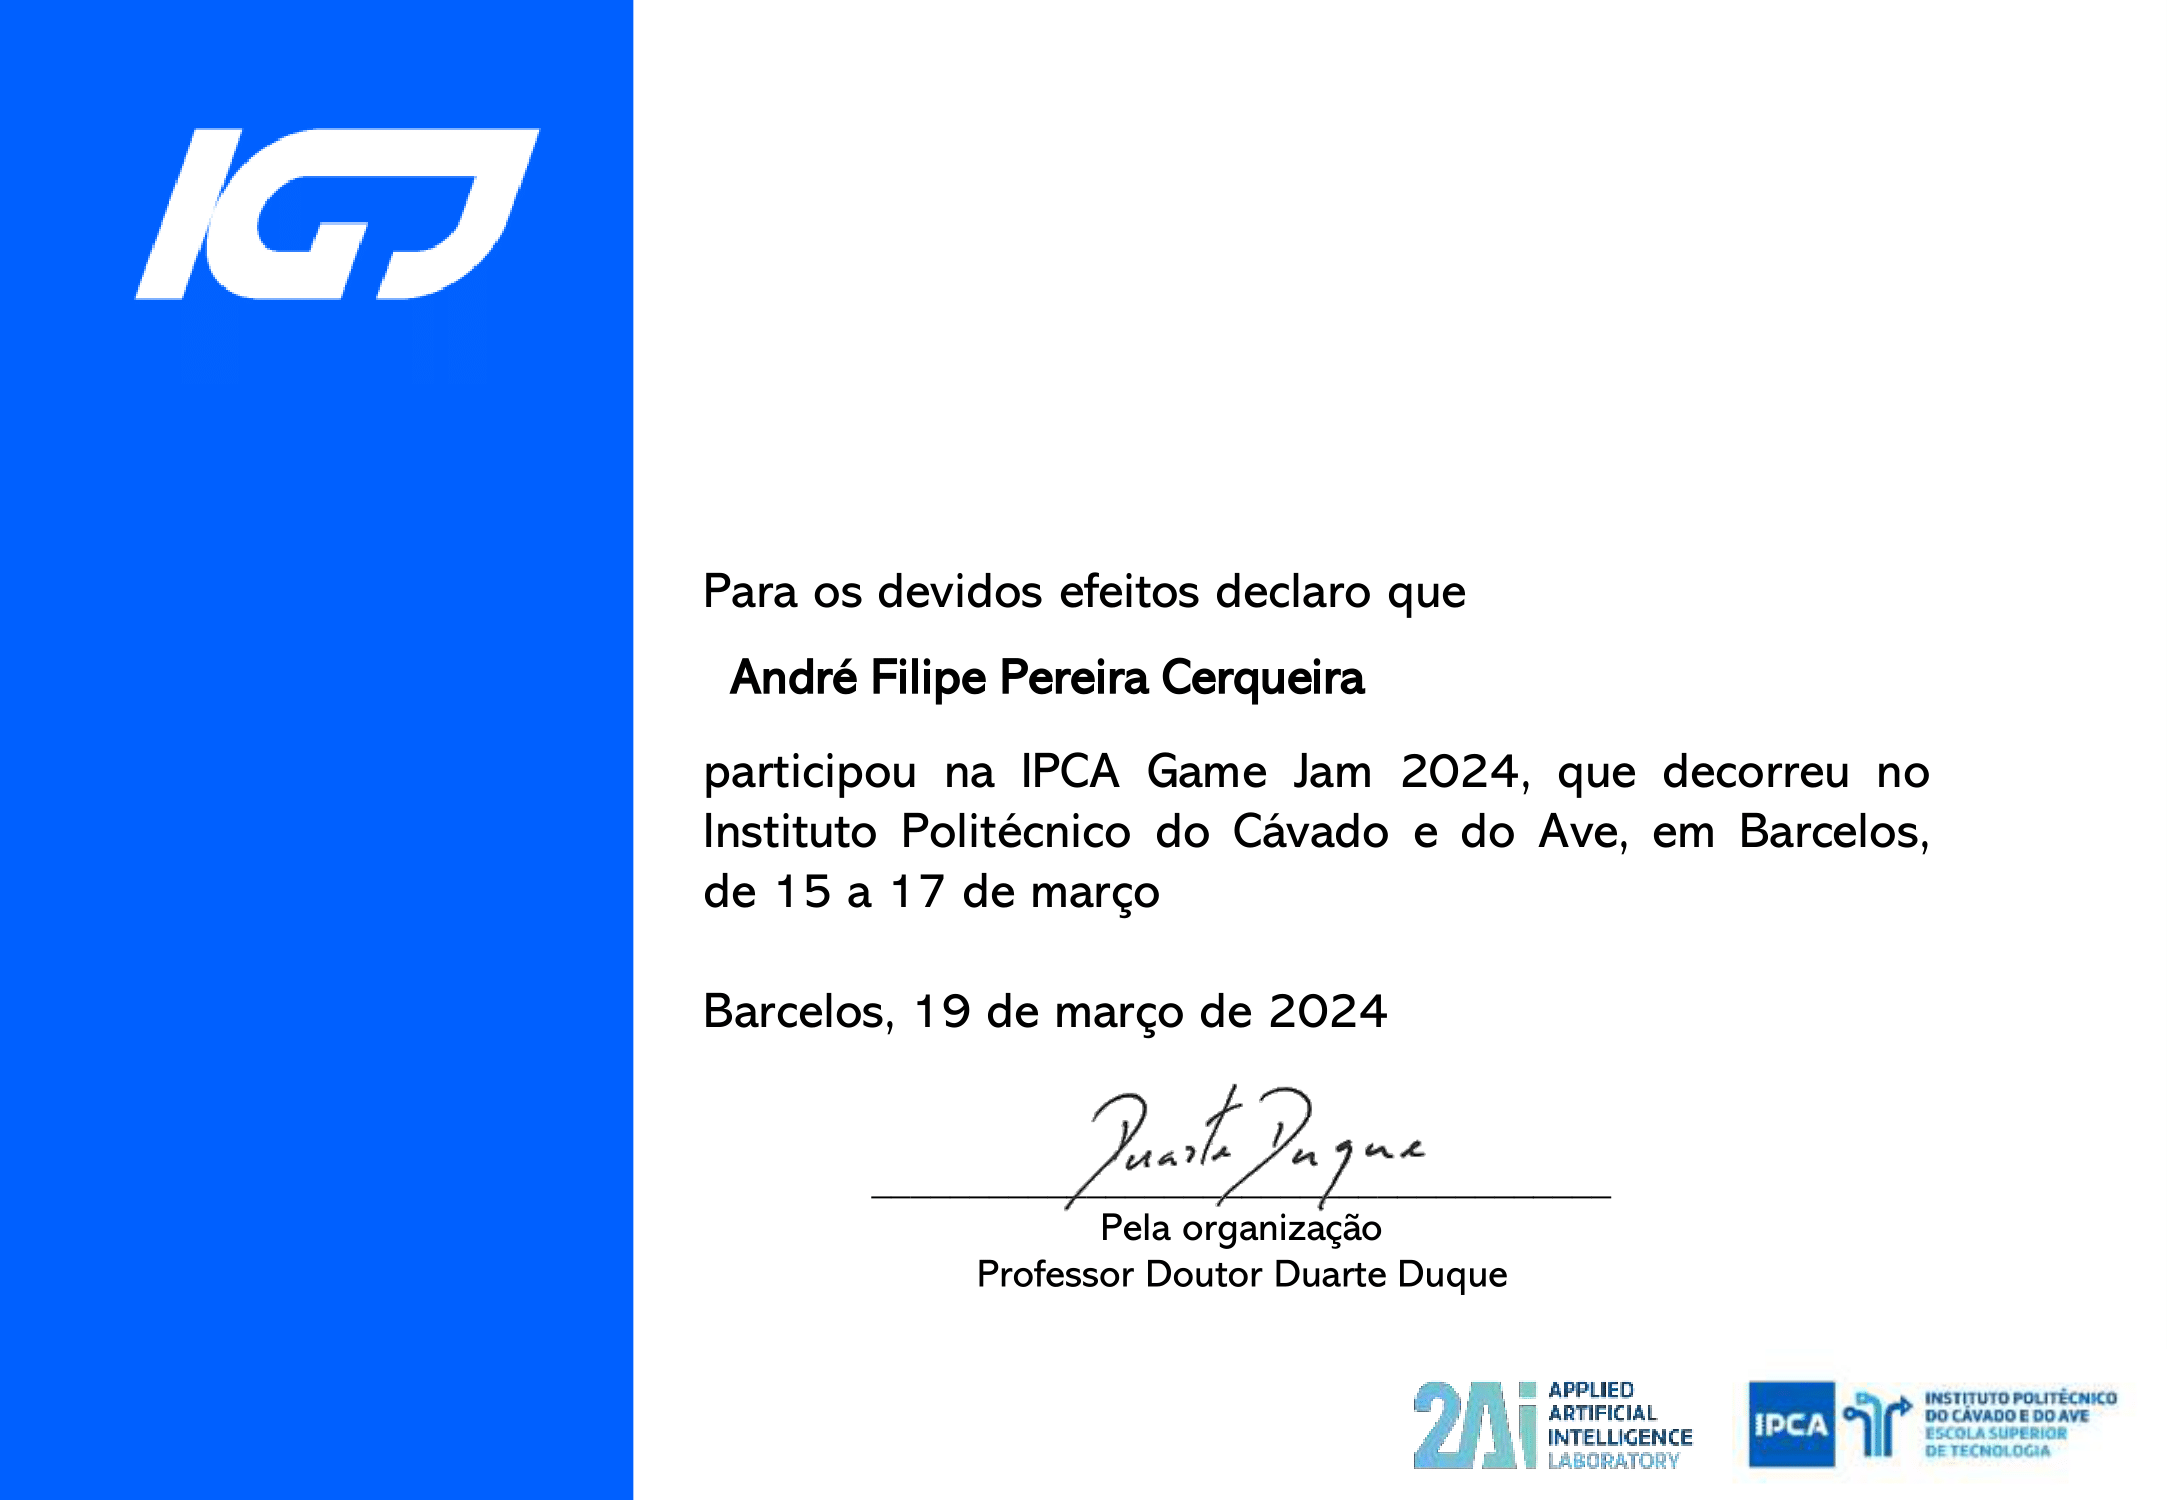 IGJ
Para os devidos efeitos declaro que
André Filipe Pereira Cerqueira
participou na IPCA Game Jam 2024, que decorreu no
Instituto Politécnico do Cávado e do Ave, em Barcelos,
de 15 a 17 de março
Barcelos, 19 de março de 2024
Duarte Duque
Pela organização
Professor Doutor Duarte Duque
2Ai
APPLIED
ARTIFICIAL
INTELLIGENCE
LABORATORY
IPCA
INSTITUTO POLITÉCNICO
DO CÁVADO E DO AVE
ESCOLA SUPERIOR
DE TECNOLOGIA